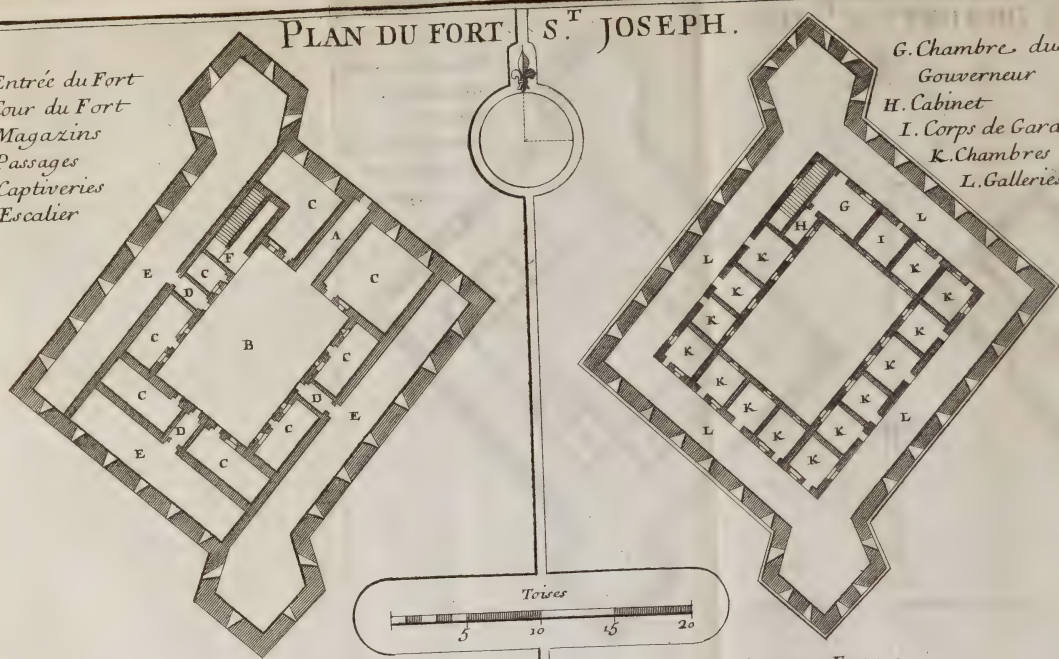 PLAN DU FORT S.T JOSEPH.
Entrée du Fort
Cour du Fort
Magazins
Passages
Captiveries
Escalier
G. Chambre du
Gouverneur
H. Cabinet
I. Corps de Gard
K. Chambres
L. Galleries
C
A
C
F
C
D
E
C
B
C
C
D
D
E
E
C
C
G
L
H
I
L
K
K
K
K
K
K
K
K
K
K
K
K
K
K
L
L
Toises
5 10 15 20